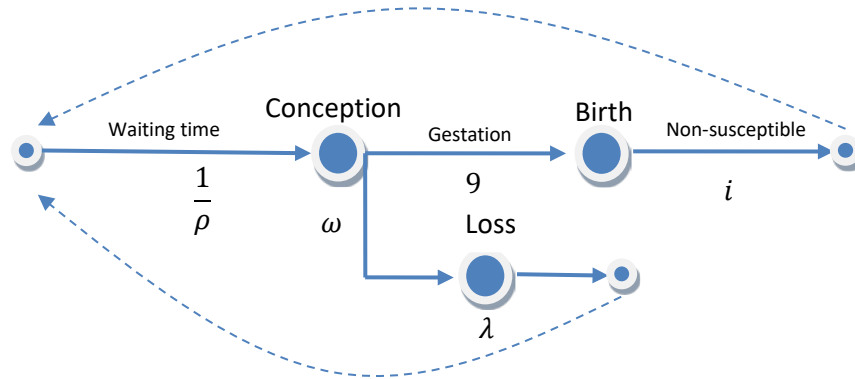 Conception
Birth
Waiting time
Gestation
Non-susceptible
1
ρ
ω
9
i
Loss
λ